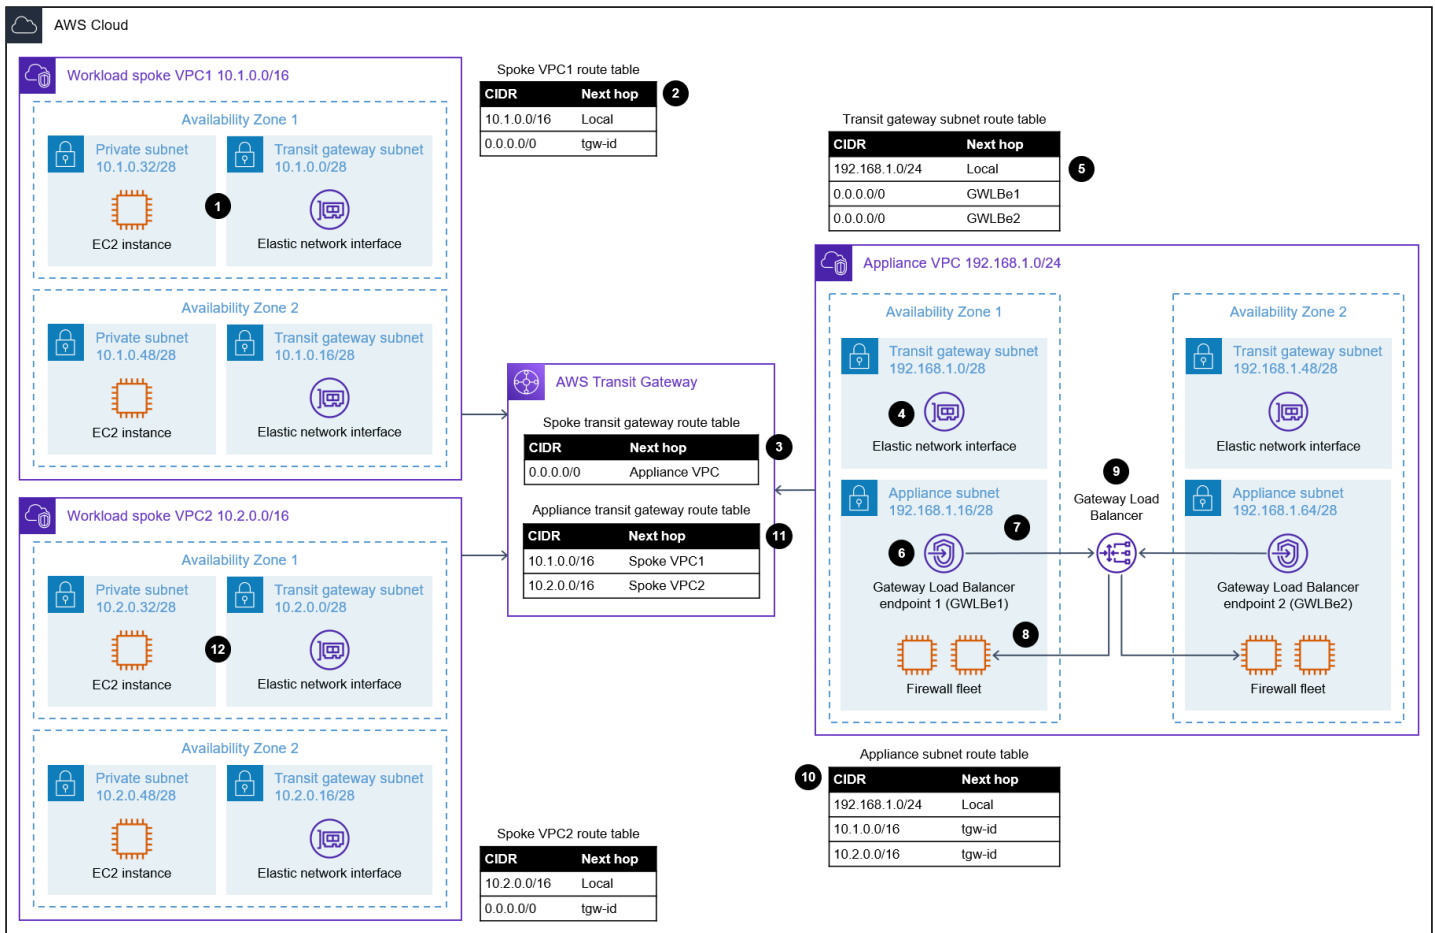 AWS Cloud
Workload spoke VPC1 10.1.0.0/16
Availability Zone 1
Private subnet
10.1.0.32/28
EC2 instance
1
Transit gateway subnet
10.1.0.0/28
Elastic network interface
Availability Zone 2
Private subnet
10.1.0.48/28
EC2 instance
Transit gateway subnet
10.1.0.16/28
Elastic network interface
Workload spoke VPC2 10.2.0.0/16
Availability Zone 1
Private subnet
10.2.0.32/28
EC2 instance
12
Transit gateway subnet
10.2.0.0/28
Elastic network interface
Availability Zone 2
Private subnet
10.2.0.48/28
EC2 instance
Transit gateway subnet
10.2.0.16/28
Elastic network interface
Spoke VPC1 route table
CIDR Next hop 2
10.1.0.0/16 Local
0.0.0.0/0 tgw-id
AWS Transit Gateway
Spoke transit gateway route table
CIDR Next hop 3
0.0.0.0/0 Appliance VPC
Appliance transit gateway route table
CIDR Next hop 11
10.1.0.0/16 Spoke VPC1
10.2.0.0/16 Spoke VPC2
Spoke VPC2 route table
CIDR Next hop
10.2.0.0/16 Local
0.0.0.0/0 tgw-id
Transit gateway subnet route table
CIDR Next hop
192.168.1.0/24 Local 5
0.0.0.0/0 GWLBe1
0.0.0.0/0 GWLBe2
Appliance VPC 192.168.1.0/24
Availability Zone 1
Transit gateway subnet
192.168.1.0/28
4
Elastic network interface
Appliance subnet
192.168.1.16/28
7
6
Gateway Load Balancer
endpoint 1 (GWLBe1)
8
Firewall fleet
9
Gateway Load
Balancer
Availability Zone 2
Transit gateway subnet
192.168.1.48/28
Elastic network interface
Appliance subnet
192.168.1.64/28
Gateway Load Balancer
endpoint 2 (GWLBe2)
Firewall fleet
Appliance subnet route table
10 CIDR Next hop
192.168.1.0/24 Local
10.1.0.0/16 tgw-id
10.2.0.0/16 tgw-id